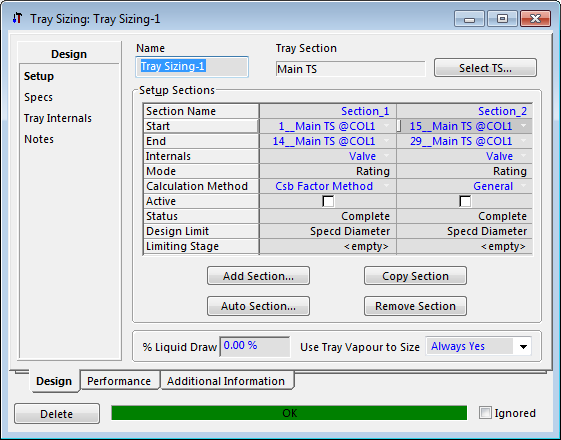 Tray Sizing: Tray Sizing-1
Design
Setup
Specs
Tray Internals
Notes
Name
Tray Section
Tray Sizing-1
Main TS
Select TS...
Setup Sections
Section Name Section_1 Section_2
Start 1__Main TS @COL1 15__Main TS @COL1
End 14__Main TS @COL1 29__Main TS @COL1
Internals Valve Valve
Mode Rating Rating
Calculation Method Csb Factor Method General
Active
Status Complete Complete
Design Limit Specd Diameter Specd Diameter
Limiting Stage <empty> <empty>
Add Section... Copy Section
Auto Section... Remove Section
% Liquid Draw 0.00 % Use Tray Vapour to Size Always Yes
Design Performance Additional Information
Delete OK Ignored